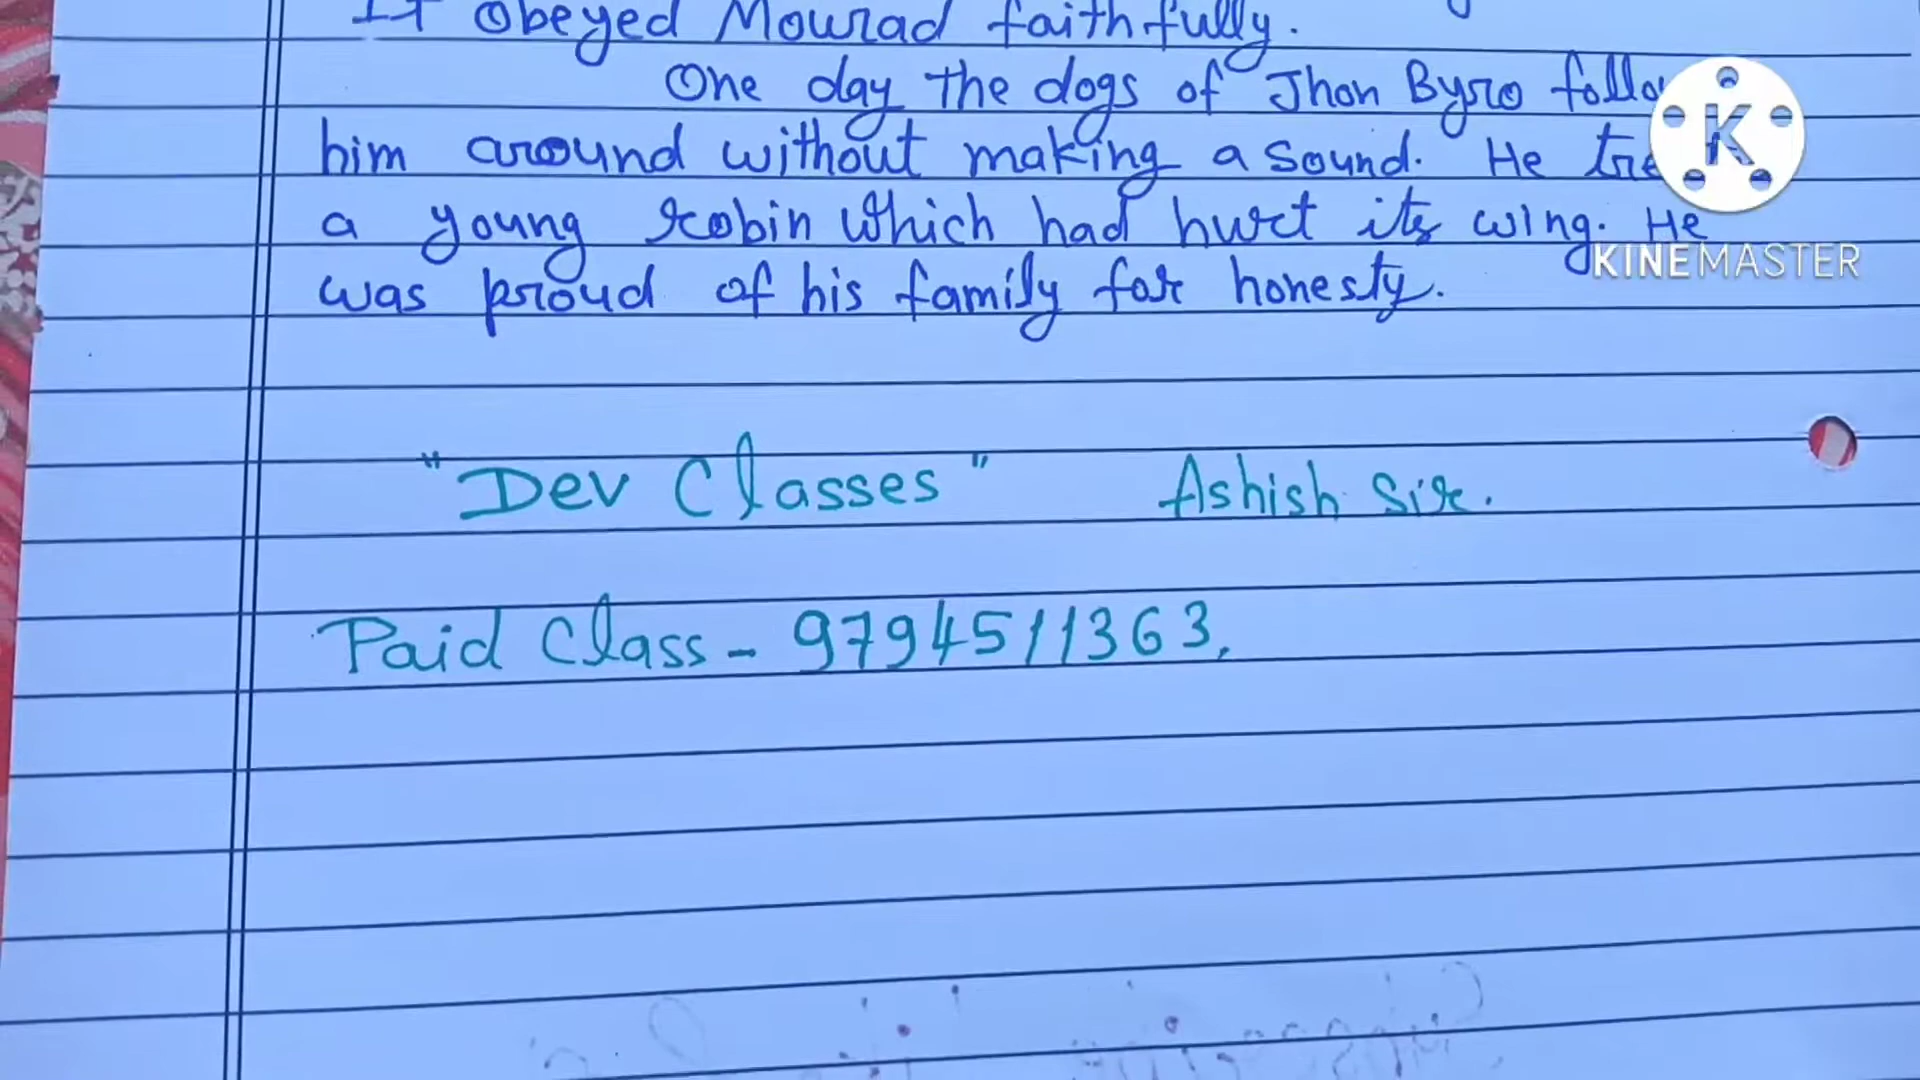 It obeyed Mourad faithfully.
One day the dogs of Jhon Byro
him around without making a sound. He
a young robin which had hurt its wing. He
was proud of his family for honesty.
KINEMASTER
"Dev Classes" Ashish Sir.
Paid Class - 9794511363,